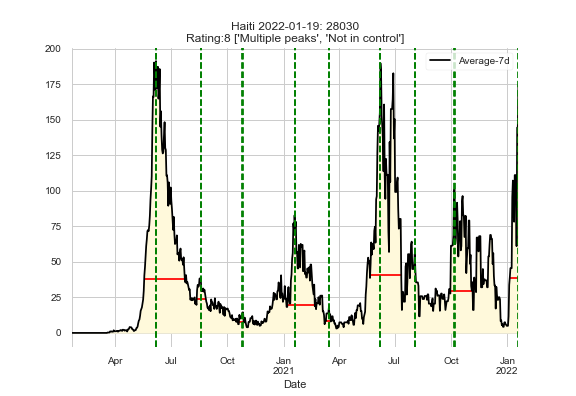 Haiti 2022-01-19: 28030
Rating:8 ['Multiple peaks', 'Not in control']
Average-7d
200
175
150
125
100
75
50
25
0
Apr Jul Oct Jan Apr Jul Oct Jan
2021 2022
Date